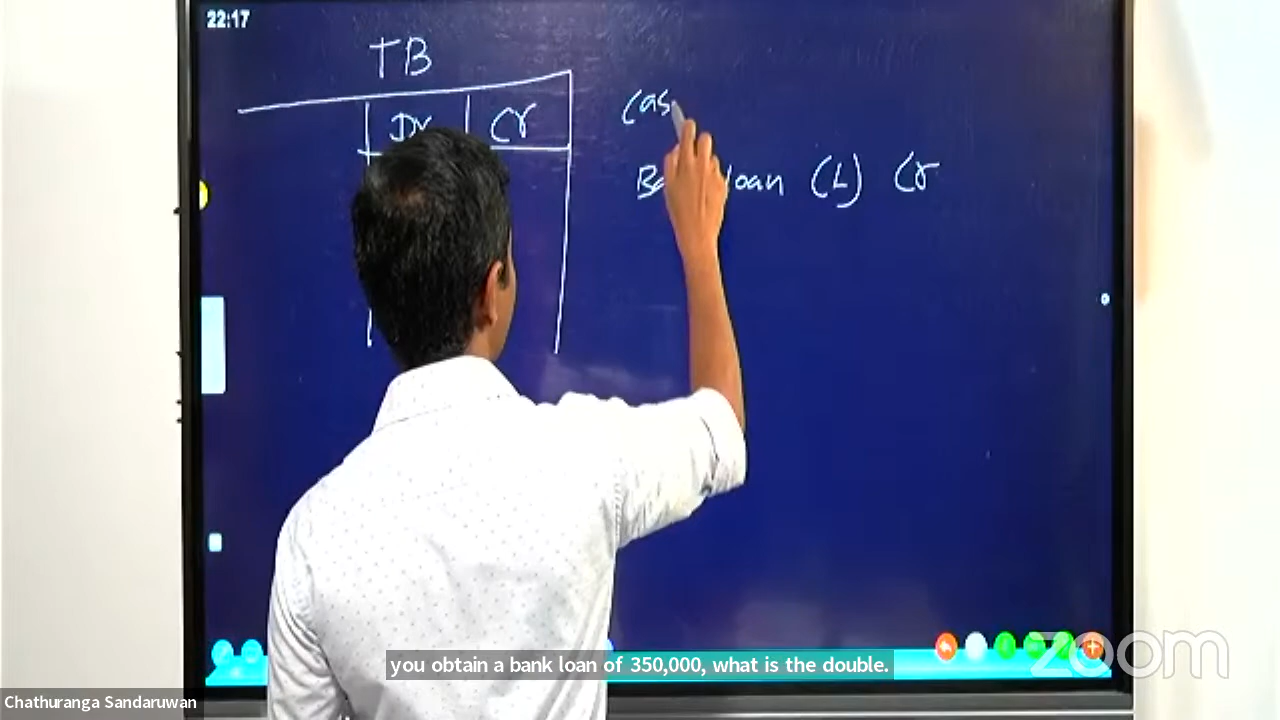 22:17
TB
Dr Cr
Cas
loan (L) Cr
zoom
you obtain a bank loan of 350,000, what is the double.
Chathuranga Sandaruwan